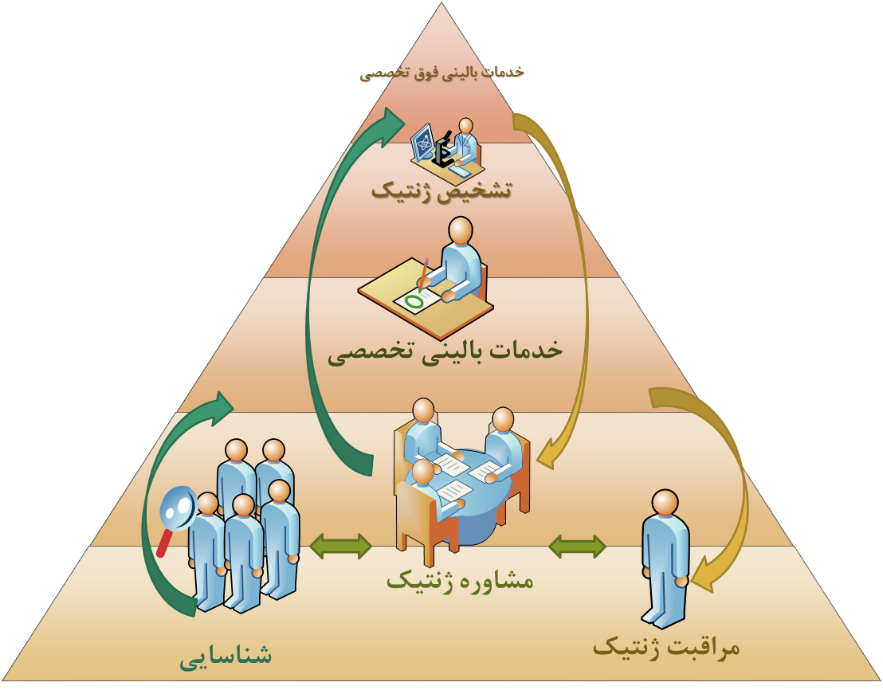 خدمات بالینی فوق تخصصی
تشخیص ژنتیک
خدمات بالینی تخصصی
مشاوره ژنتیک
مراقبت ژنتیک
شناسایی